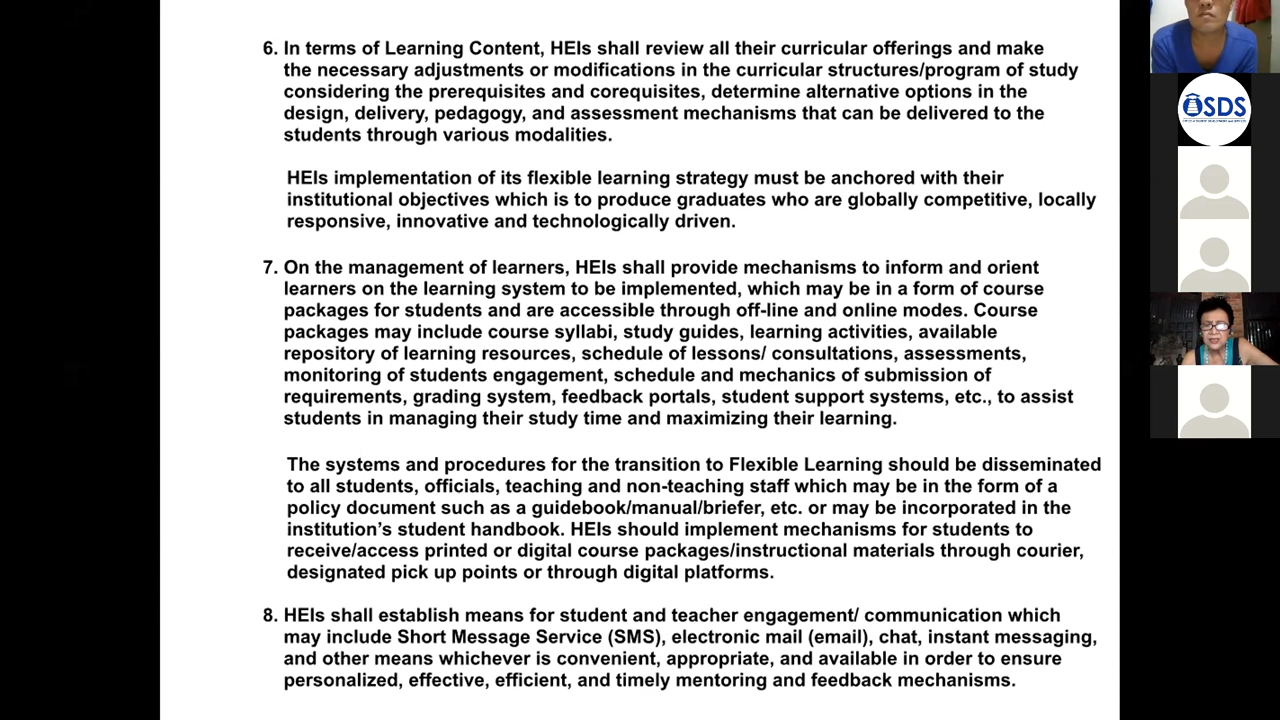 6. In terms of Learning Content, HEIs shall review all their curricular offerings and make
the necessary adjustments or modifications in the curricular structures/program of study
considering the prerequisites and corequisites, determine alternative options in the
design, delivery, pedagogy, and assessment mechanisms that can be delivered to the
students through various modalities.
HEIs implementation of its flexible learning strategy must be anchored with their
institutional objectives which is to produce graduates who are globally competitive, locally
responsive, innovative and technologically driven.
7. On the management of learners, HEIs shall provide mechanisms to inform and orient
learners on the learning system to be implemented, which may be in a form of course
packages for students and are accessible through off-line and online modes. Course
packages may include course syllabi, study guides, learning activities, available
repository of learning resources, schedule of lessons/ consultations, assessments,
monitoring of students engagement, schedule and mechanics of submission of
requirements, grading system, feedback portals, student support systems, etc., to assist
students in managing their study time and maximizing their learning.
The systems and procedures for the transition to Flexible Learning should be disseminated
to all students, officials, teaching and non-teaching staff which may be in the form of a
policy document such as a guidebook/manual/briefer, etc. or may be incorporated in the
institution's student handbook. HEIs should implement mechanisms for students to
receive/access printed or digital course packages/instructional materials through courier,
designated pick up points or through digital platforms.
8. HEIs shall establish means for student and teacher engagement/ communication which
may include Short Message Service (SMS), electronic mail (email), chat, instant messaging,
and other means whichever is convenient, appropriate, and available in order to ensure
personalized, effective, efficient, and timely mentoring and feedback mechanisms.
OSDS